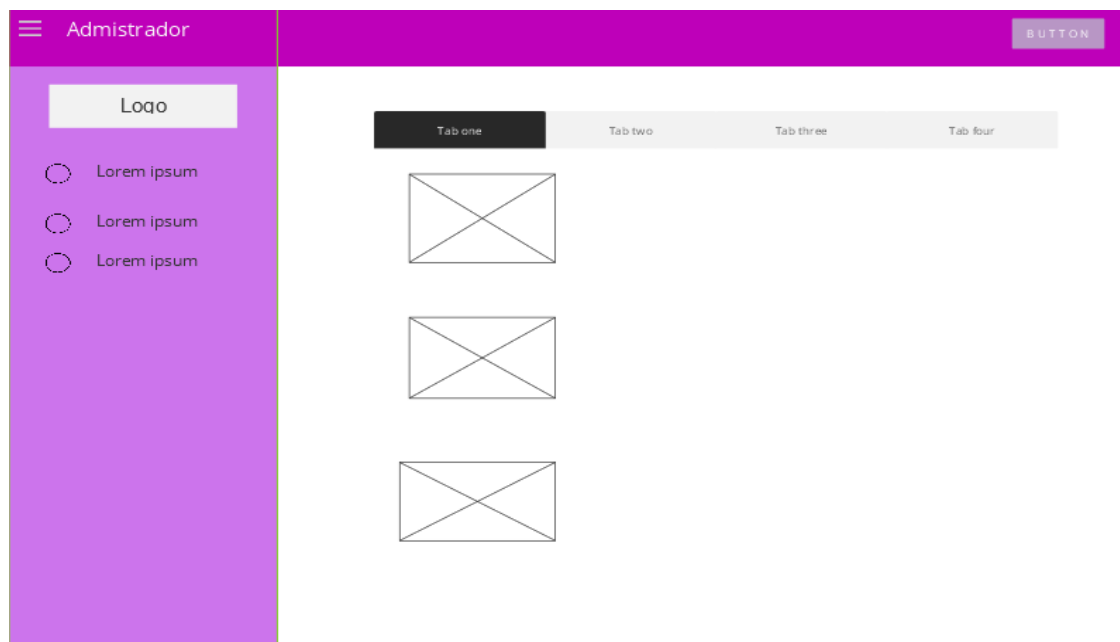 Admistrador
BUTTON
Logo
Lorem ipsum
Lorem ipsum
Lorem ipsum
Tab one
Tab two
Tab three
Tab four